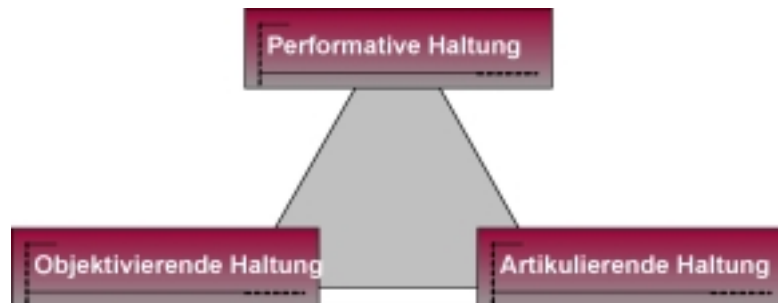 Performative Haltung
Objektivierende Haltung
Artikulierende Haltung